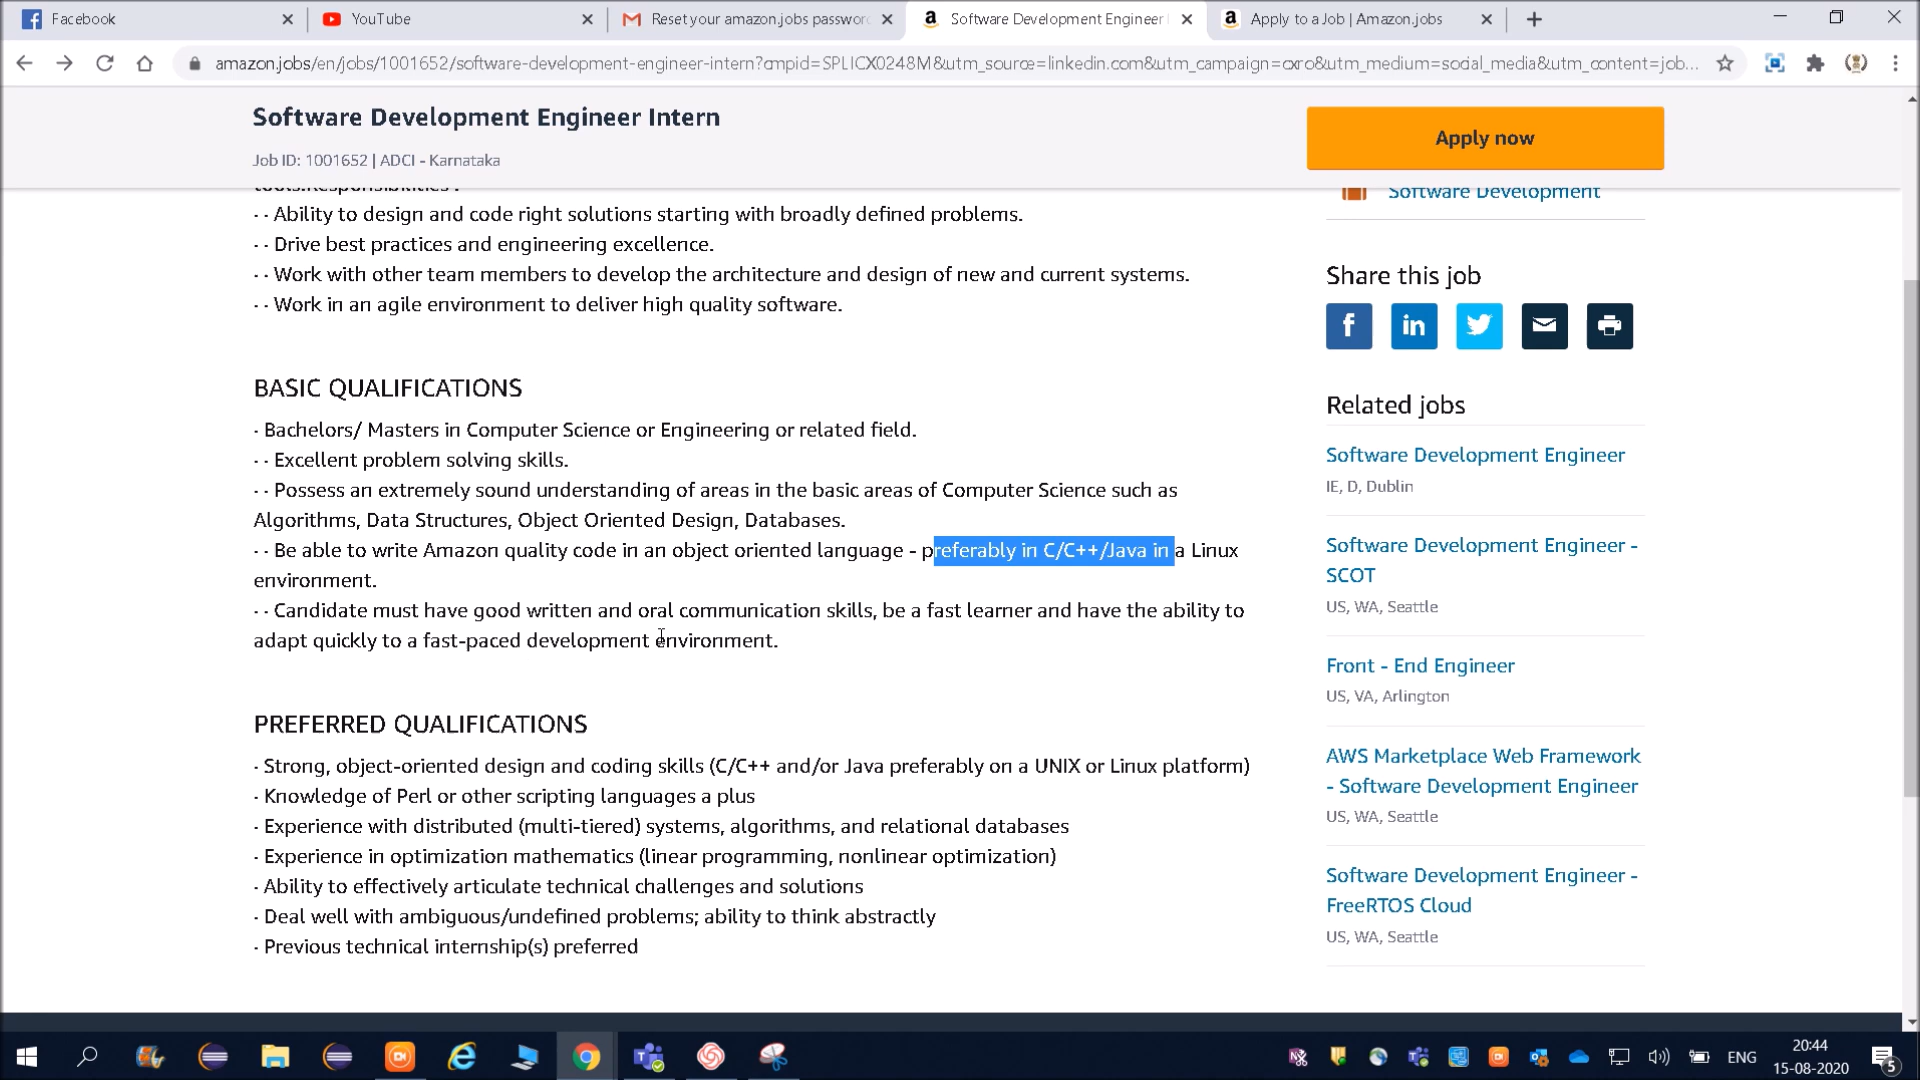 Facebook
YouTube
Reset your amazon.jobs passwor
Software Development Engineer
Apply to a Job | Amazon.jobs
amazon.jobs/en/jobs/1001652/software-development-engineer-intern?cmpid=SPLICX0248M&utm_source=linkedin.com&utm_campaign=cxro&utm_medium=social_media&utm_content=job...
Software Development Engineer Intern
Job ID: 1001652 | ADCI - Karnataka
Apply now
tools.Responsibilities :
· · Ability to design and code right solutions starting with broadly defined problems.
· · Drive best practices and engineering excellence.
· · Work with other team members to develop the architecture and design of new and current systems.
· · Work in an agile environment to deliver high quality software.
BASIC QUALIFICATIONS
· Bachelors/ Masters in Computer Science or Engineering or related field.
· · Excellent problem solving skills.
· · Possess an extremely sound understanding of areas in the basic areas of Computer Science such as
Algorithms, Data Structures, Object Oriented Design, Databases.
· · Be able to write Amazon quality code in an object oriented language - preferably in C/C++/Java in a Linux
environment.
· · Candidate must have good written and oral communication skills, be a fast learner and have the ability to
adapt quickly to a fast-paced development environment.
PREFERRED QUALIFICATIONS
· Strong, object-oriented design and coding skills (C/C++ and/or Java preferably on a UNIX or Linux platform)
· Knowledge of Perl or other scripting languages a plus
· Experience with distributed (multi-tiered) systems, algorithms, and relational databases
· Experience in optimization mathematics (linear programming, nonlinear optimization)
· Ability to effectively articulate technical challenges and solutions
· Deal well with ambiguous/undefined problems; ability to think abstractly
· Previous technical internship(s) preferred
Software Development
Share this job
Related jobs
Software Development Engineer
IE, D, Dublin
Software Development Engineer -
SCOT
US, WA, Seattle
Front - End Engineer
US, VA, Arlington
AWS Marketplace Web Framework
- Software Development Engineer
US, WA, Seattle
Software Development Engineer -
FreeRTOS Cloud
US, WA, Seattle
ENG
20:44
15-08-2020
5